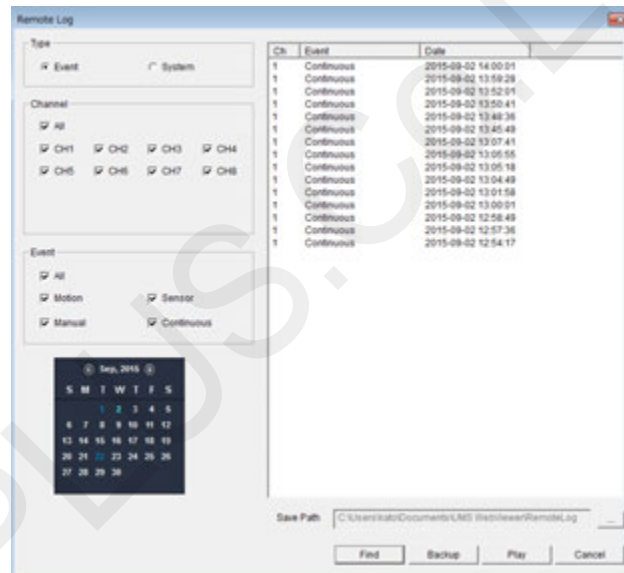 Remote Log
Type
Event System
Channel
All
CH1 CH2 CH3 CH4
CH5 CH6 CH7 CH8
Event
All
Motion Sensor
Manual Continuous
Sep, 2015
S M T W T F S
1 2 3 4 5
6 7 8 9 10 11 12
13 14 15 16 17 18 19
20 21 22 23 24 25 26
27 28 29 30
Ch Event Date
1 Continuous 2015-09-02 14:00:01
1 Continuous 2015-09-02 13:59:28
1 Continuous 2015-09-02 13:52:01
1 Continuous 2015-09-02 13:50:41
1 Continuous 2015-09-02 13:48:36
1 Continuous 2015-09-02 13:45:49
1 Continuous 2015-09-02 13:07:41
1 Continuous 2015-09-02 13:05:55
1 Continuous 2015-09-02 13:05:18
1 Continuous 2015-09-02 13:04:49
1 Continuous 2015-09-02 13:01:58
1 Continuous 2015-09-02 13:00:01
1 Continuous 2015-09-02 12:58:49
1 Continuous 2015-09-02 12:57:36
1 Continuous 2015-09-02 12:54:17
Save Path C:\Users\kato\Documents\UMS WebViewer\RemoteLog ...
Find Backup Play Cancel